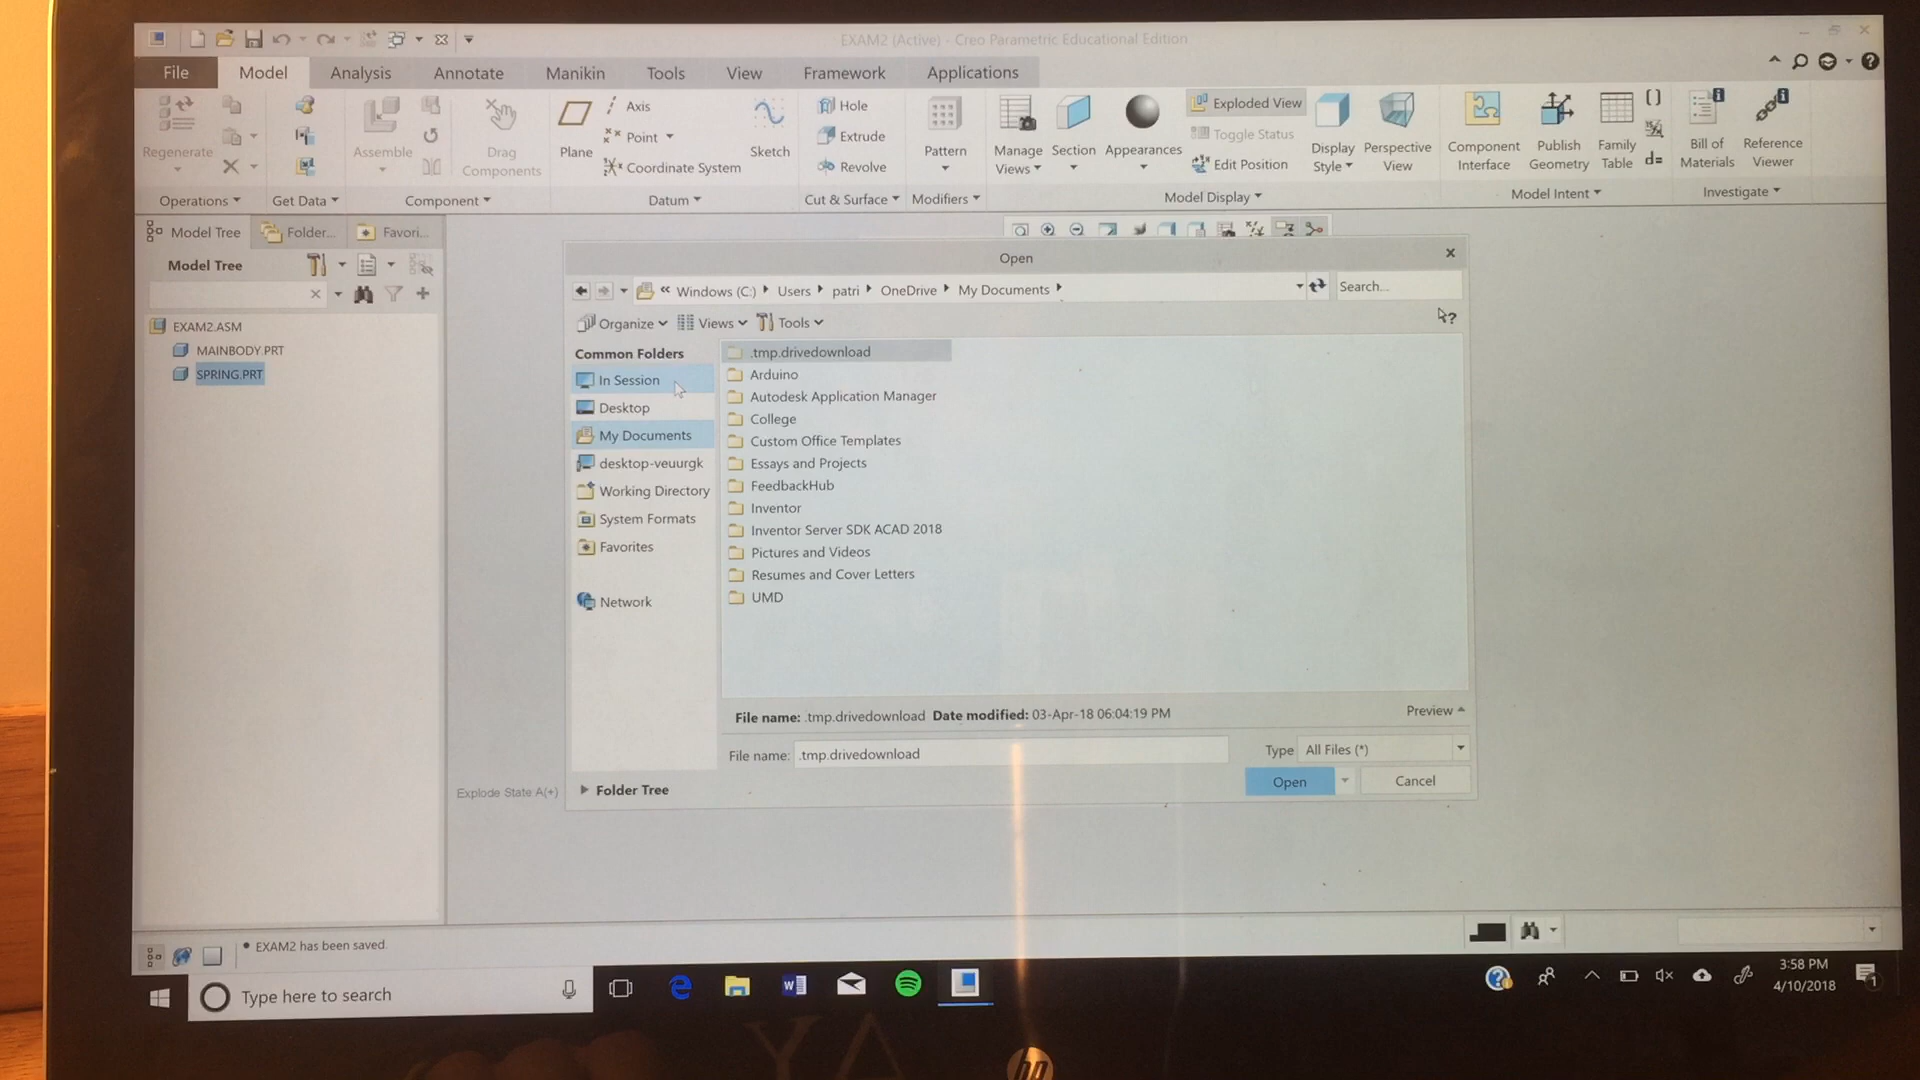 EXAM2 (Active) - Creo Parametric Educational Edition
File Model Analysis Annotate Manikin Tools View Framework Applications
Regenerate
Assemble
Drag Components
Plane
Axis
Point
Coordinate System
Sketch
Hole
Extrude
Revolve
Pattern
Manage Views
Section
Appearances
Exploded View
Toggle Status
Edit Position
Display Style
Perspective View
Component Interface
Publish Geometry
Family Table
d=
Bill of Materials
Reference Viewer
Operations Get Data Component Datum Cut & Surface Modifiers Model Display Model Intent Investigate
Model Tree Folder... Favori...
Model Tree
EXAM2.ASM
MAINBODY.PRT
SPRING.PRT
Open
« Windows (C:) Users patri OneDrive My Documents
Search...
Organize Views Tools
Common Folders
In Session
Desktop
My Documents
desktop-veuurgk
Working Directory
System Formats
Favorites
Network
.tmp.drivedownload
Arduino
Autodesk Application Manager
College
Custom Office Templates
Essays and Projects
FeedbackHub
Inventor
Inventor Server SDK ACAD 2018
Pictures and Videos
Resumes and Cover Letters
UMD
File name: .tmp.drivedownload Date modified: 03-Apr-18 06:04:19 PM
Preview
File name: .tmp.drivedownload
Type All Files (*)
Open Cancel
Folder Tree
Explode State A(+)
• EXAM2 has been saved.
Type here to search
3:58 PM
4/10/2018
1
hp